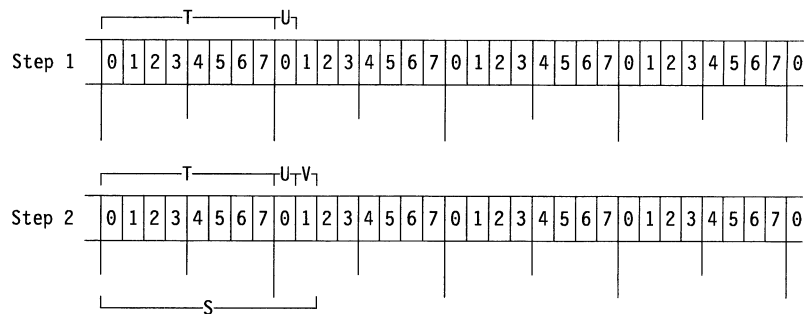 T U
Step 1 0 1 2 3 4 5 6 7 0 1 2 3 4 5 6 7 0 1 2 3 4 5 6 7 0 1 2 3 4 5 6 7 0
T U V
Step 2 0 1 2 3 4 5 6 7 0 1 2 3 4 5 6 7 0 1 2 3 4 5 6 7 0 1 2 3 4 5 6 7 0
S